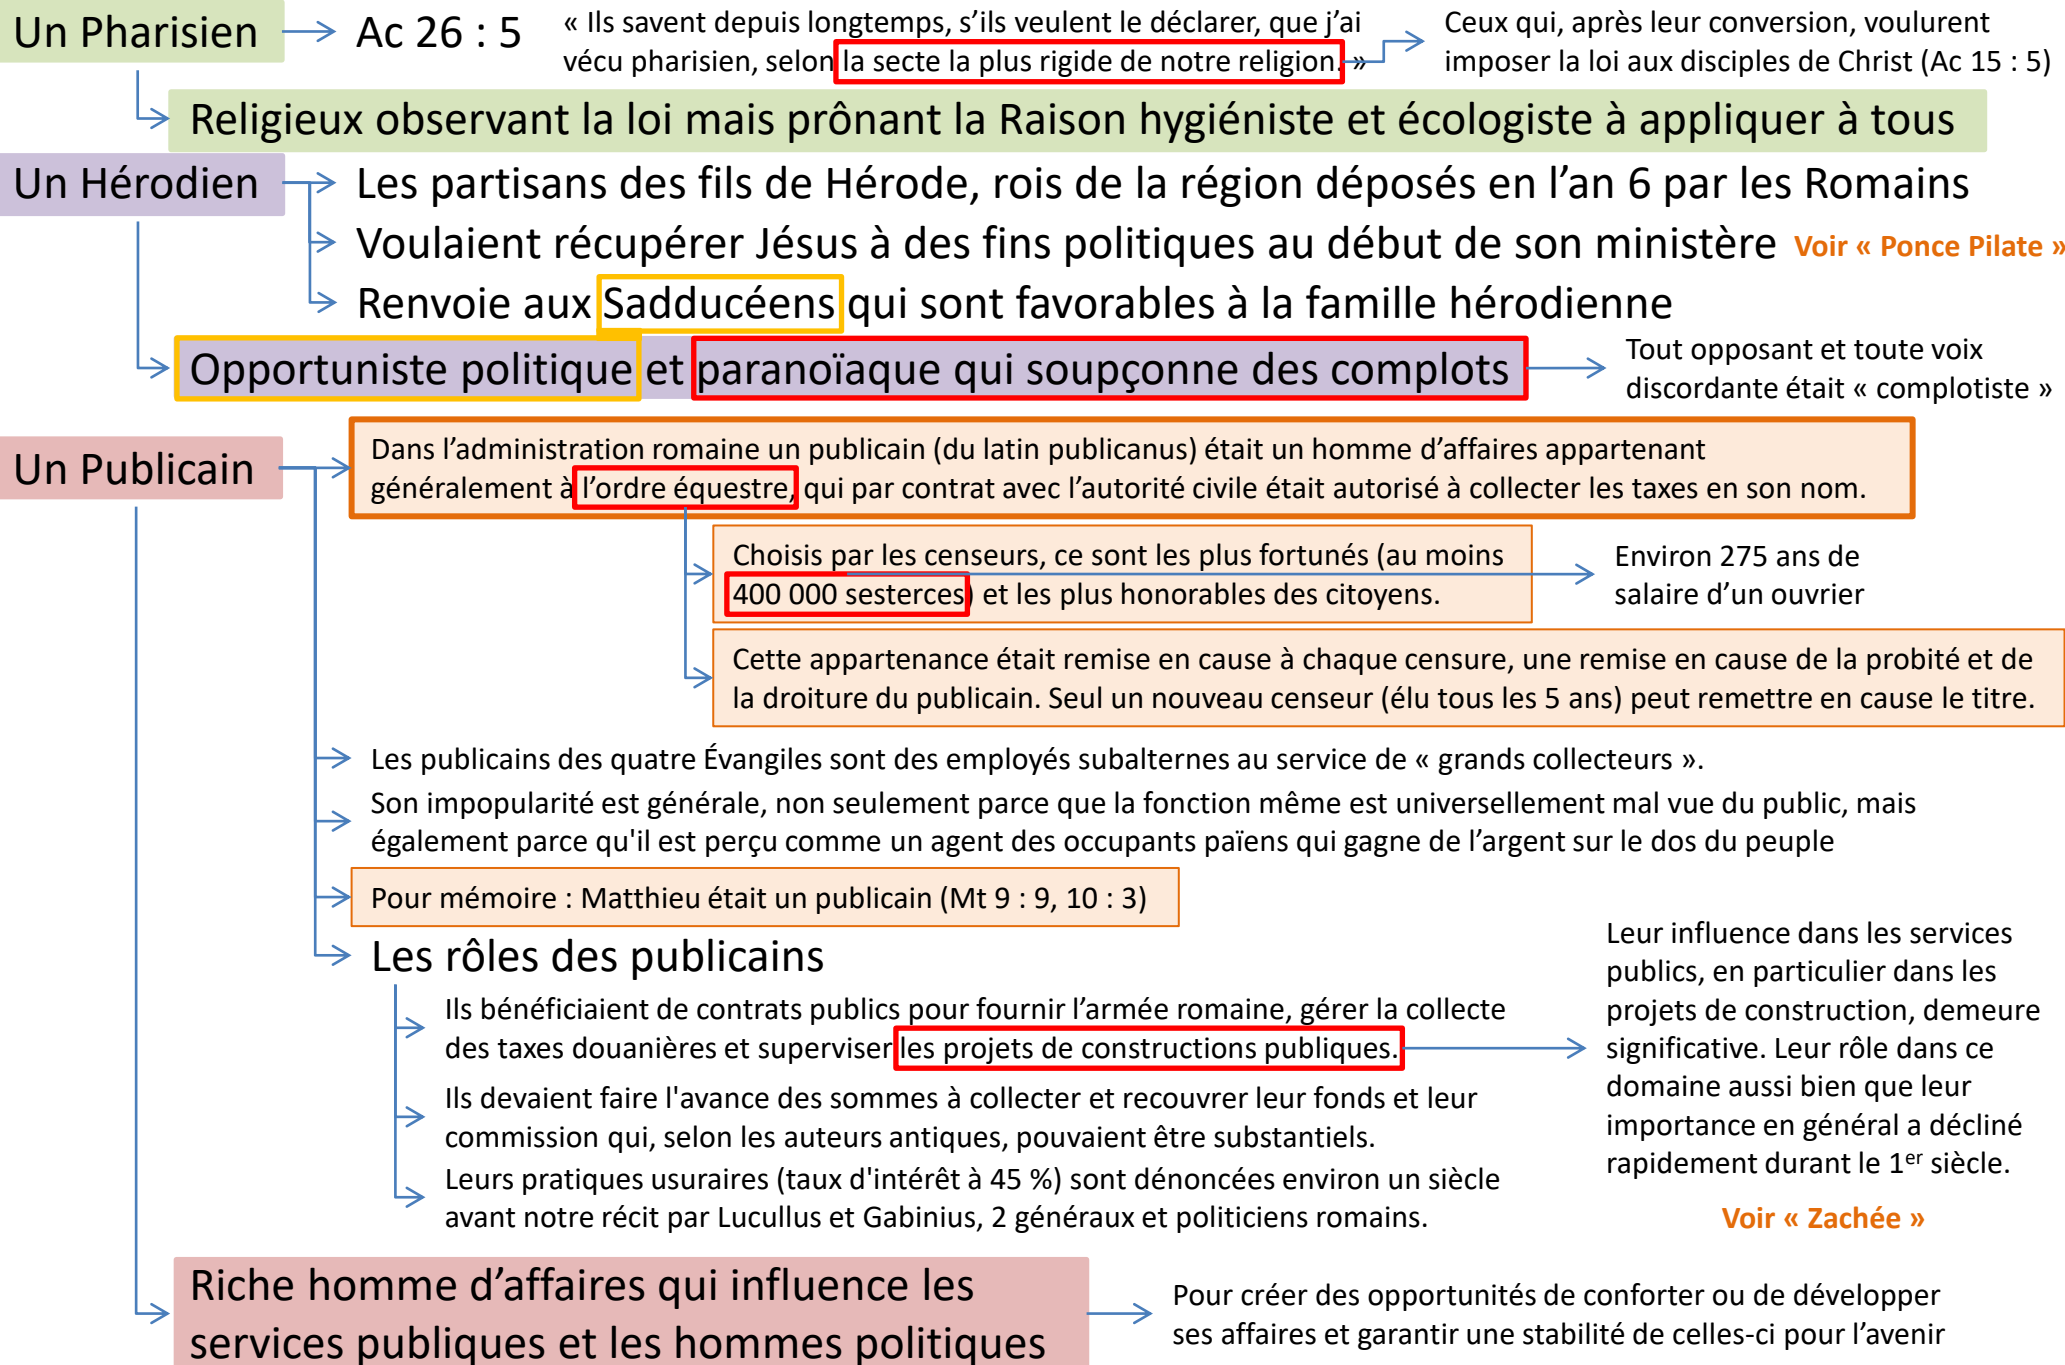 Un Pharisien
Ac 26 : 5
« Ils savent depuis longtemps, s’ils veulent le déclarer, que j’ai
vécu pharisien, selon la secte la plus rigide de notre religion. »
Ceux qui, après leur conversion, voulurent
imposer la loi aux disciples de Christ (Ac 15 : 5)
Religieux observant la loi mais prônant la Raison hygiéniste et écologiste à appliquer à tous
Un Hérodien
Les partisans des fils de Hérode, rois de la région déposés en l’an 6 par les Romains
Voulaient récupérer Jésus à des fins politiques au début de son ministère
Voir « Ponce Pilate »
Renvoie aux Sadducéens qui sont favorables à la famille hérodienne
Opportuniste politique et paranoïaque qui soupçonne des complots
Tout opposant et toute voix
discordante était « complotiste »
Un Publicain
Dans l’administration romaine un publicain (du latin publicanus) était un homme d’affaires appartenant
généralement à l’ordre équestre, qui par contrat avec l’autorité civile était autorisé à collecter les taxes en son nom.
Choisis par les censeurs, ce sont les plus fortunés (au moins
400 000 sesterces) et les plus honorables des citoyens.
Environ 275 ans de
salaire d’un ouvrier
Cette appartenance était remise en cause à chaque censure, une remise en cause de la probité et de
la droiture du publicain. Seul un nouveau censeur (élu tous les 5 ans) peut remettre en cause le titre.
Les publicains des quatre Évangiles sont des employés subalternes au service de « grands collecteurs ».
Son impopularité est générale, non seulement parce que la fonction même est universellement mal vue du public, mais
également parce qu'il est perçu comme un agent des occupants païens qui gagne de l’argent sur le dos du peuple
Pour mémoire : Matthieu était un publicain (Mt 9 : 9, 10 : 3)
Les rôles des publicains
Ils bénéficiaient de contrats publics pour fournir l’armée romaine, gérer la collecte
des taxes douanières et superviser les projets de constructions publiques.
Ils devaient faire l'avance des sommes à collecter et recouvrer leur fonds et leur
commission qui, selon les auteurs antiques, pouvaient être substantiels.
Leurs pratiques usuraires (taux d'intérêt à 45 %) sont dénoncées environ un siècle
avant notre récit par Lucullus et Gabinius, 2 généraux et politiciens romains.
Leur influence dans les services
publics, en particulier dans les
projets de construction, demeure
significative. Leur rôle dans ce
domaine aussi bien que leur
importance en général a décliné
rapidement durant le 1er siècle.
Voir « Zachée »
Riche homme d’affaires qui influence les
services publiques et les hommes politiques
Pour créer des opportunités de conforter ou de développer
ses affaires et garantir une stabilité de celles-ci pour l’avenir